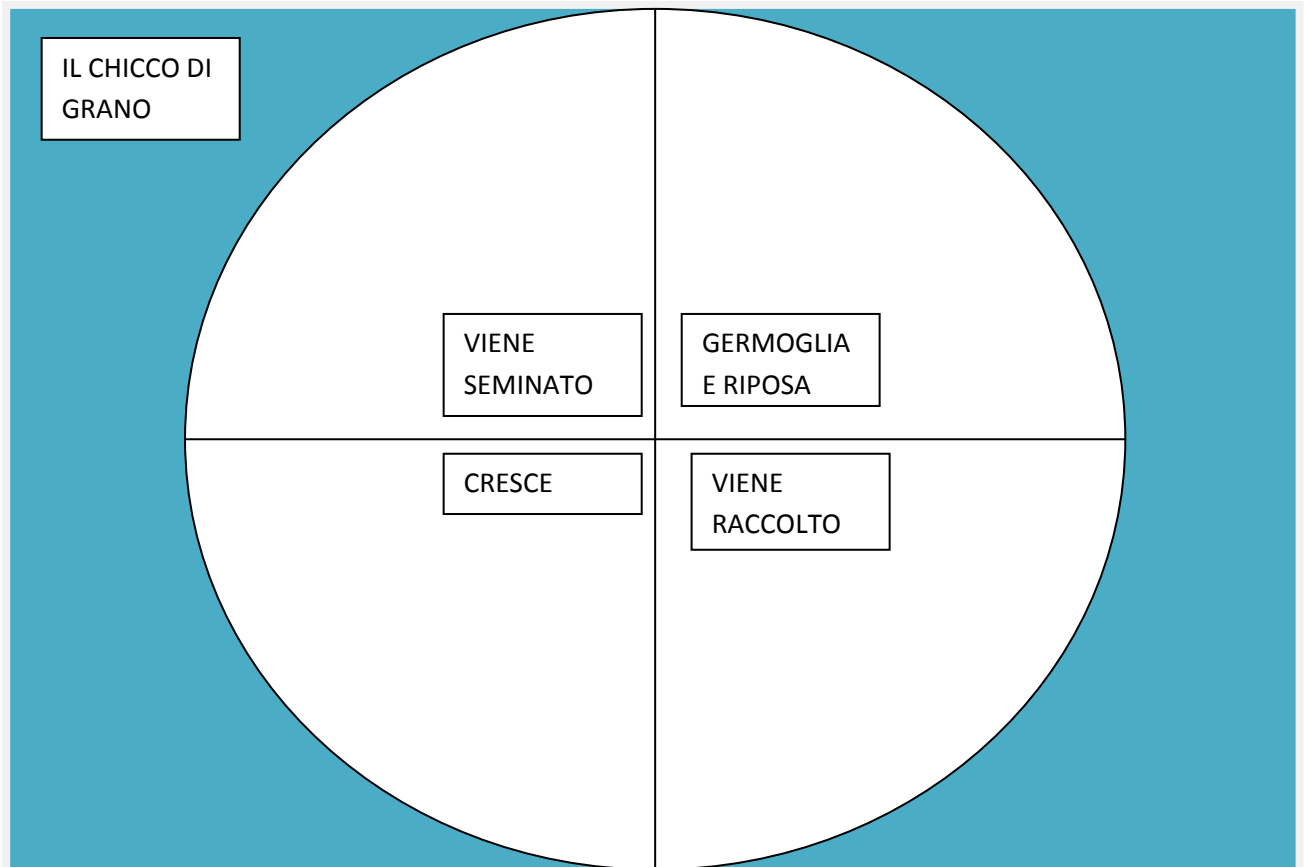 IL CHICCO DI
GRANO
VIENE
SEMINATO
GERMOGLIA
E RIPOSA
CRESCE
VIENE
RACCOLTO